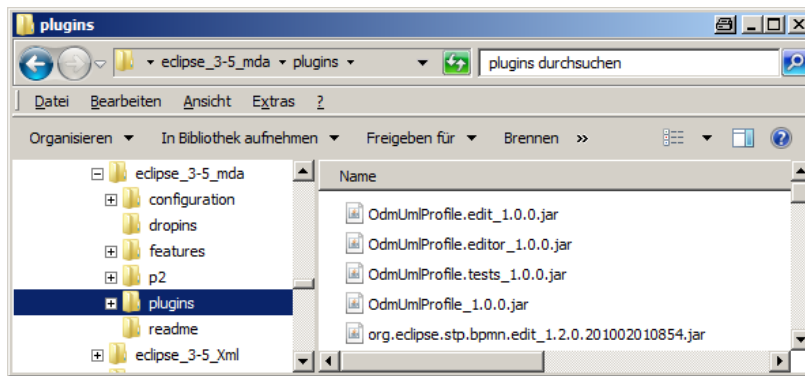 plugins
eclipse_3-5_mda plugins plugins durchsuchen
Datei Bearbeiten Ansicht Extras ?
Organisieren In Bibliothek aufnehmen Freigeben für Brennen »
eclipse_3-5_mda
configuration
dropins
features
p2
plugins
readme
eclipse_3-5_Xml
Name
OdmUmlProfile.edit_1.0.0.jar
OdmUmlProfile.editor_1.0.0.jar
OdmUmlProfile.tests_1.0.0.jar
OdmUmlProfile_1.0.0.jar
org.eclipse.stp.bpmn.edit_1.2.0.201002010854.jar